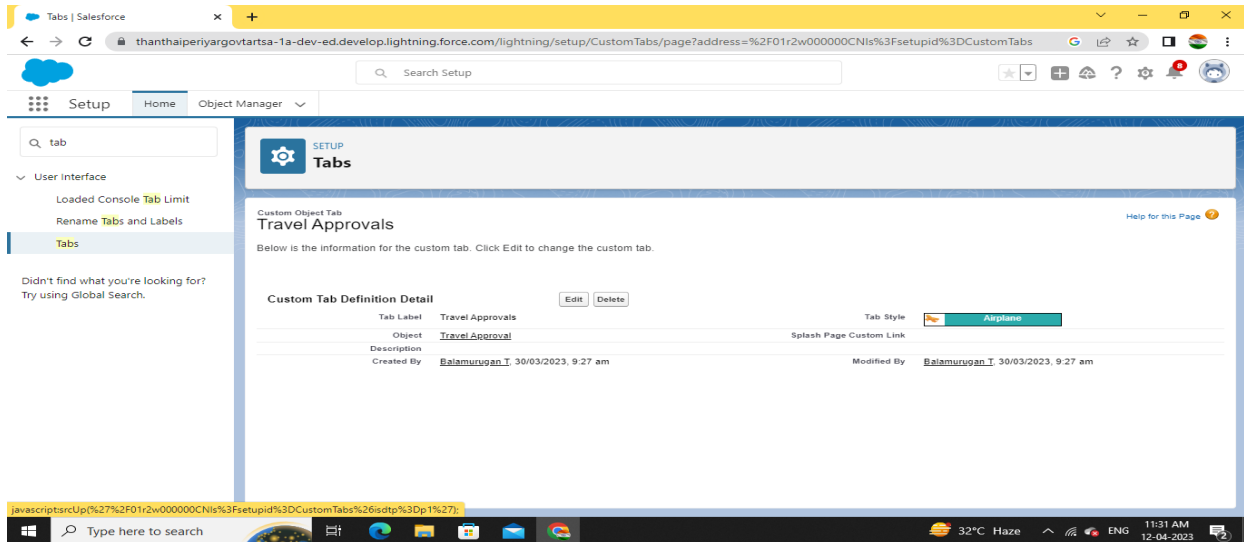 Tabs | Salesforce
thanthaiperiyargovtartsa-1a-dev-ed.develop.lightning.force.com/lightning/setup/CustomTabs/page?address=%2F01r2w000000CNIs%3Fsetupid%3DCustomTabs
G
Search Setup
8
Setup Home Object Manager
tab
User Interface
Loaded Console Tab Limit
Rename Tabs and Labels
Tabs
Didn't find what you're looking for?
Try using Global Search.
SETUP
Tabs
Custom Object Tab
Travel Approvals
Help for this Page
Below is the information for the custom tab. Click Edit to change the custom tab.
Custom Tab Definition Detail Edit Delete
Tab Label Travel Approvals Tab Style Airplane
Object Travel Approval Splash Page Custom Link
Description
Created By Balamurugan T, 30/03/2023, 9:27 am Modified By Balamurugan T, 30/03/2023, 9:27 am
javascript:srcUp(%27%2F01r2w000000CNIs%3Fsetupid%3DCustomTabs%26isdtp%3Dp1%27);
Type here to search
32°C Haze
ENG
11:31 AM
12-04-2023
2